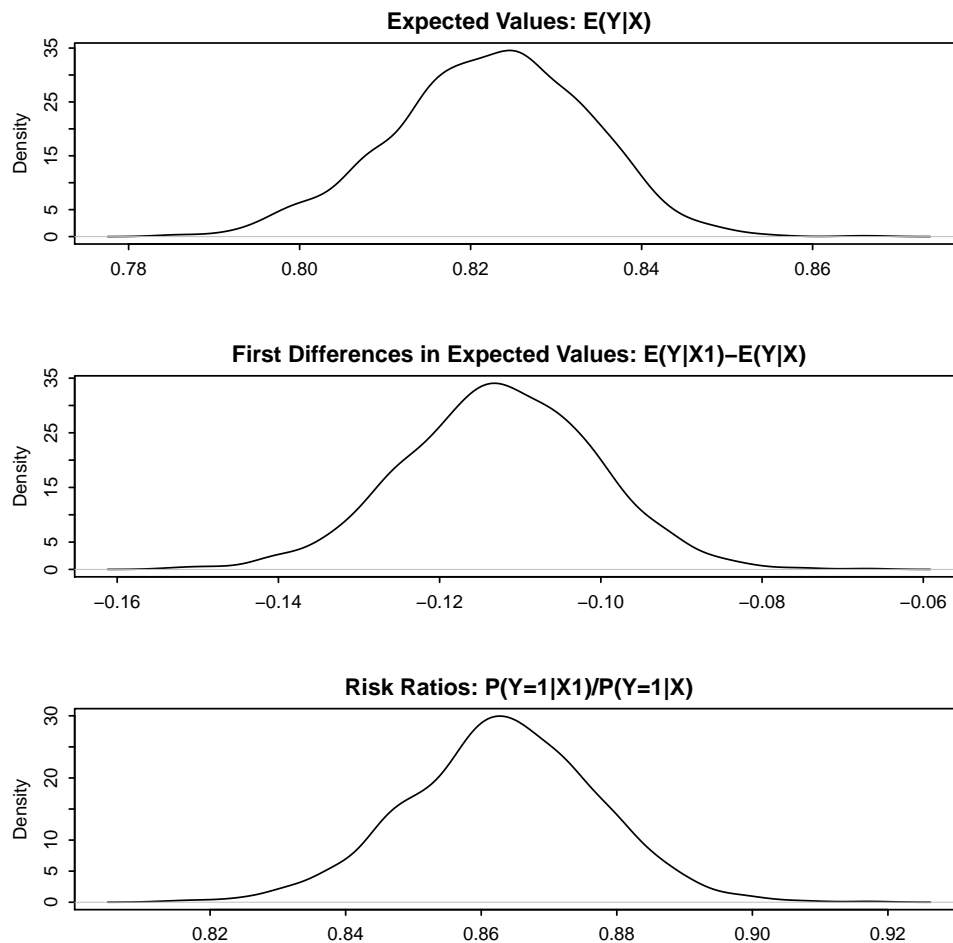 Expected Values: E(Y|X)
Density
35
25
15
5
0
0.78 0.80 0.82 0.84 0.86
First Differences in Expected Values: E(Y|X1)−E(Y|X)
Density
35
25
15
5
0
−0.16 −0.14 −0.12 −0.10 −0.08 −0.06
Risk Ratios: P(Y=1|X1)/P(Y=1|X)
Density
30
20
10
5
0
0.82 0.84 0.86 0.88 0.90 0.92